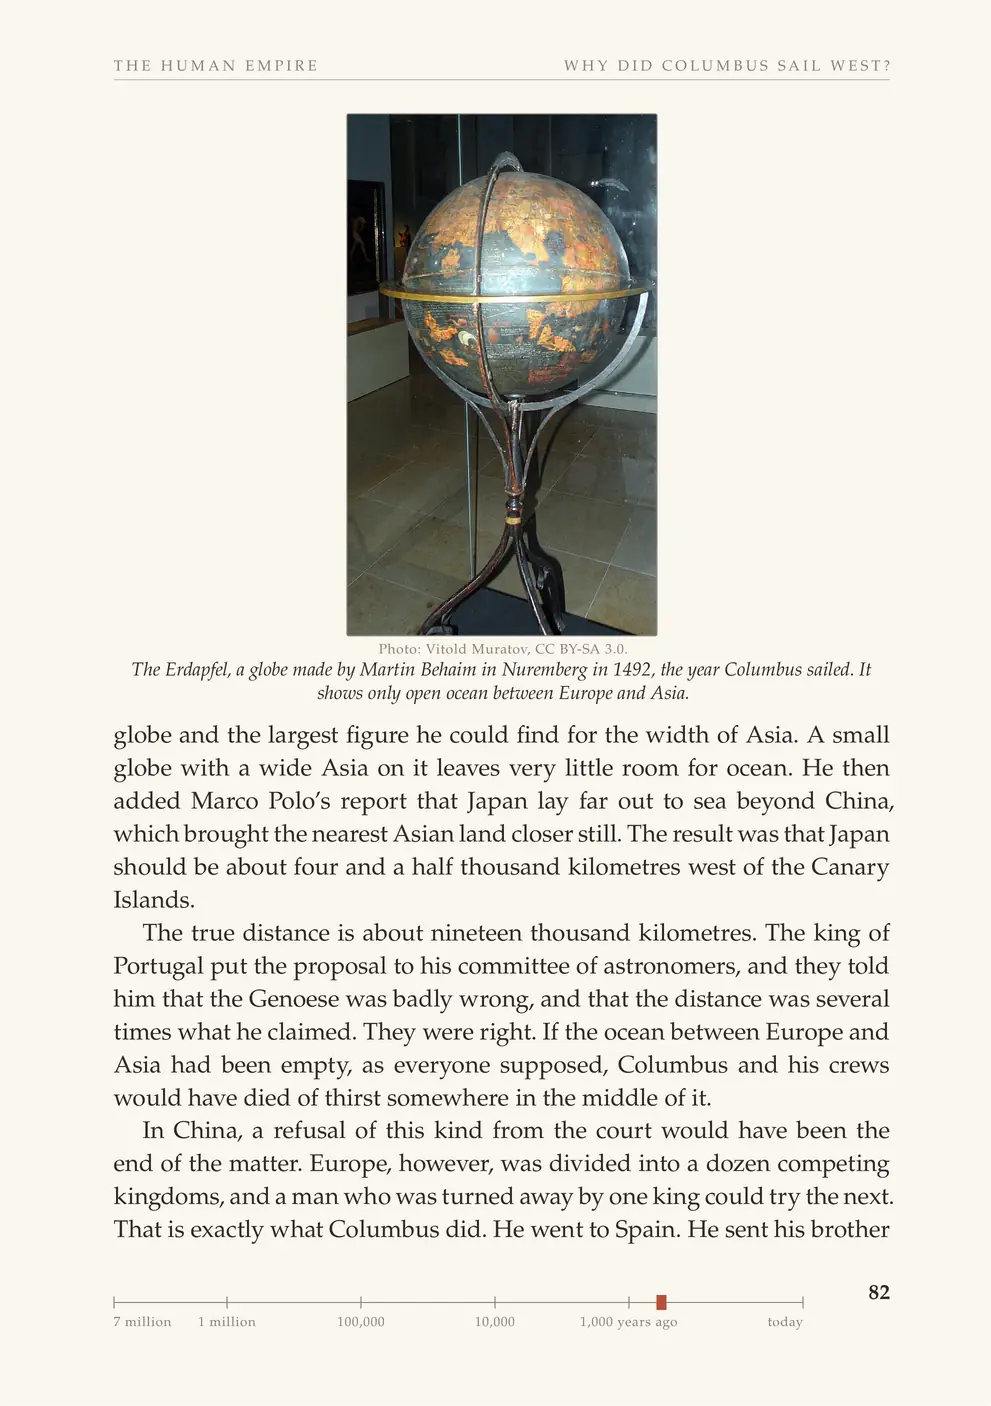 THE HUMAN EMPIRE
WHY DID COLUMBUS SAIL WEST?
Photo: Vitold Muratov, CC BY-SA 3.0.
The Erdapfel, a globe made by Martin Behaim in Nuremberg in 1492, the year Columbus sailed. It
shows only open ocean between Europe and Asia.
globe and the largest figure he could find for the width of Asia. A small
globe with a wide Asia on it leaves very little room for ocean. He then
added Marco Polo’s report that Japan lay far out to sea beyond China,
which brought the nearest Asian land closer still. The result was that Japan
should be about four and a half thousand kilometres west of the Canary
Islands.
The true distance is about nineteen thousand kilometres. The king of
Portugal put the proposal to his committee of astronomers, and they told
him that the Genoese was badly wrong, and that the distance was several
times what he claimed. They were right. If the ocean between Europe and
Asia had been empty, as everyone supposed, Columbus and his crews
would have died of thirst somewhere in the middle of it.
In China, a refusal of this kind from the court would have been the
end of the matter. Europe, however, was divided into a dozen competing
kingdoms, and a man who was turned away by one king could try the next.
That is exactly what Columbus did. He went to Spain. He sent his brother
82
7 million
1 million
100,000
10,000
1,000 years ago
today